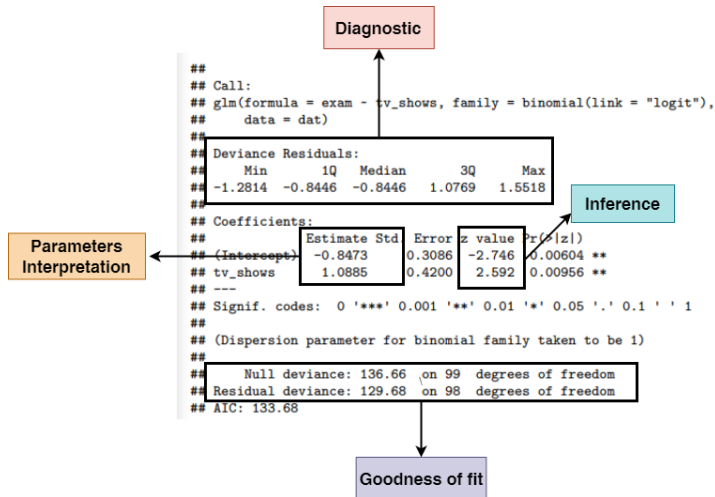 Diagnostic
##
## Call:
## glm(formula = exam ~ tv_shows, family = binomial(link = "logit"),
##     data = dat)
##
## Deviance Residuals:
##     Min       1Q   Median       3Q      Max
## -1.2814  -0.8446  -0.8446   1.0769   1.5518
##
Inference
## Coefficients:
##             Estimate Std. Error z value Pr(>|z|)
Parameters
Interpretation
## (Intercept)  -0.8473     0.3086  -2.746  0.00604 **
## tv_shows      1.0885     0.4200   2.592  0.00956 **
## ---
## Signif. codes:  0 '***' 0.001 '**' 0.01 '*' 0.05 '.' 0.1 ' ' 1
##
## (Dispersion parameter for binomial family taken to be 1)
##
##     Null deviance: 136.66  on 99  degrees of freedom
## Residual deviance: 129.68  on 98  degrees of freedom
## AIC: 133.68
Goodness of fit